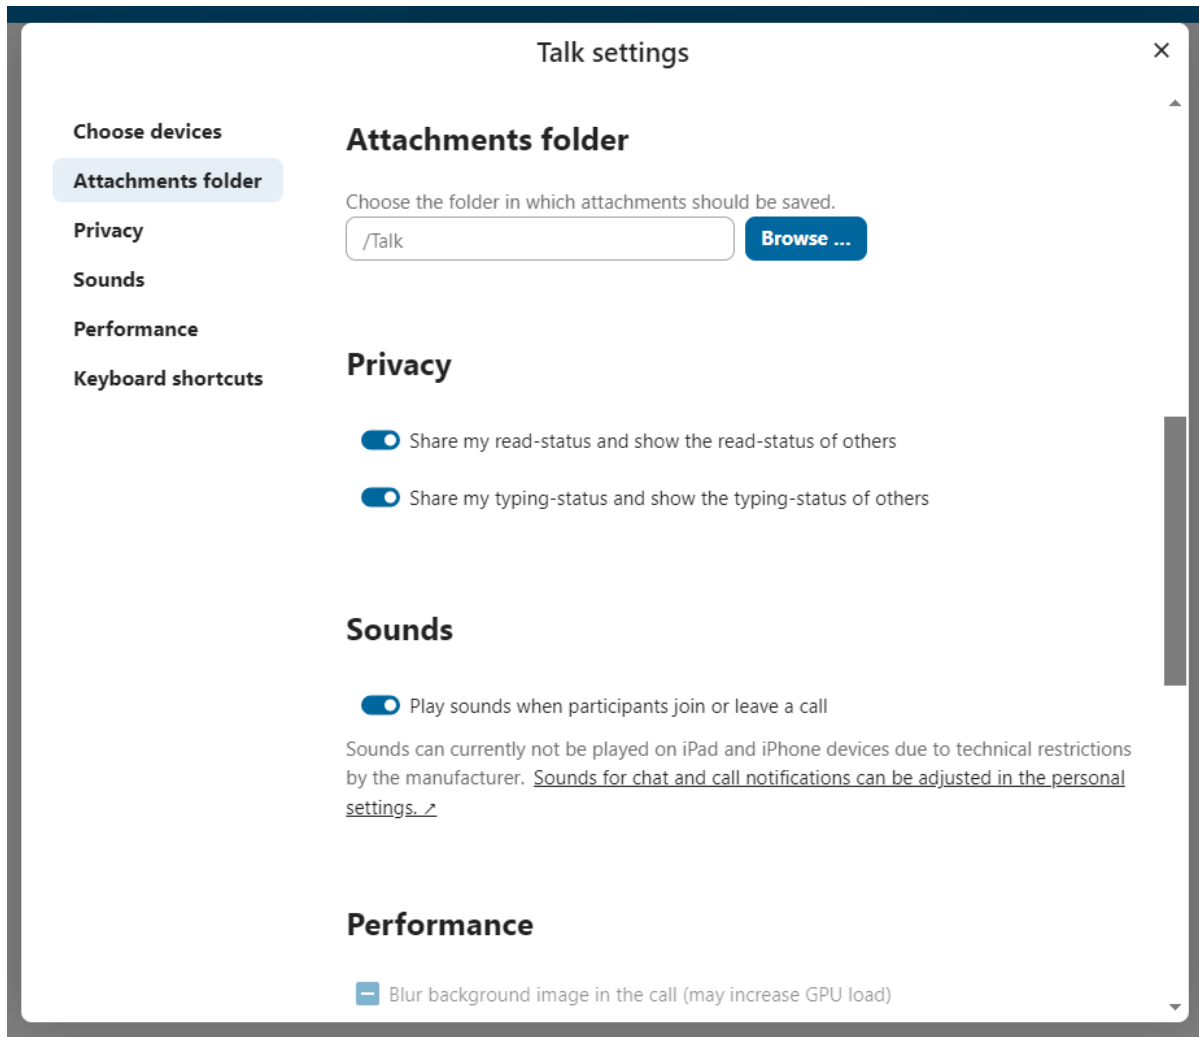 Talk settings
Choose devices
Attachments folder
Privacy
Sounds
Performance
Keyboard shortcuts
Attachments folder
Choose the folder in which attachments should be saved.
/Talk
Browse ...
Privacy
Share my read-status and show the read-status of others
Share my typing-status and show the typing-status of others
Sounds
Play sounds when participants join or leave a call
Sounds can currently not be played on iPad and iPhone devices due to technical restrictions
by the manufacturer. Sounds for chat and call notifications can be adjusted in the personal
settings. ↗
Performance
Blur background image in the call (may increase GPU load)